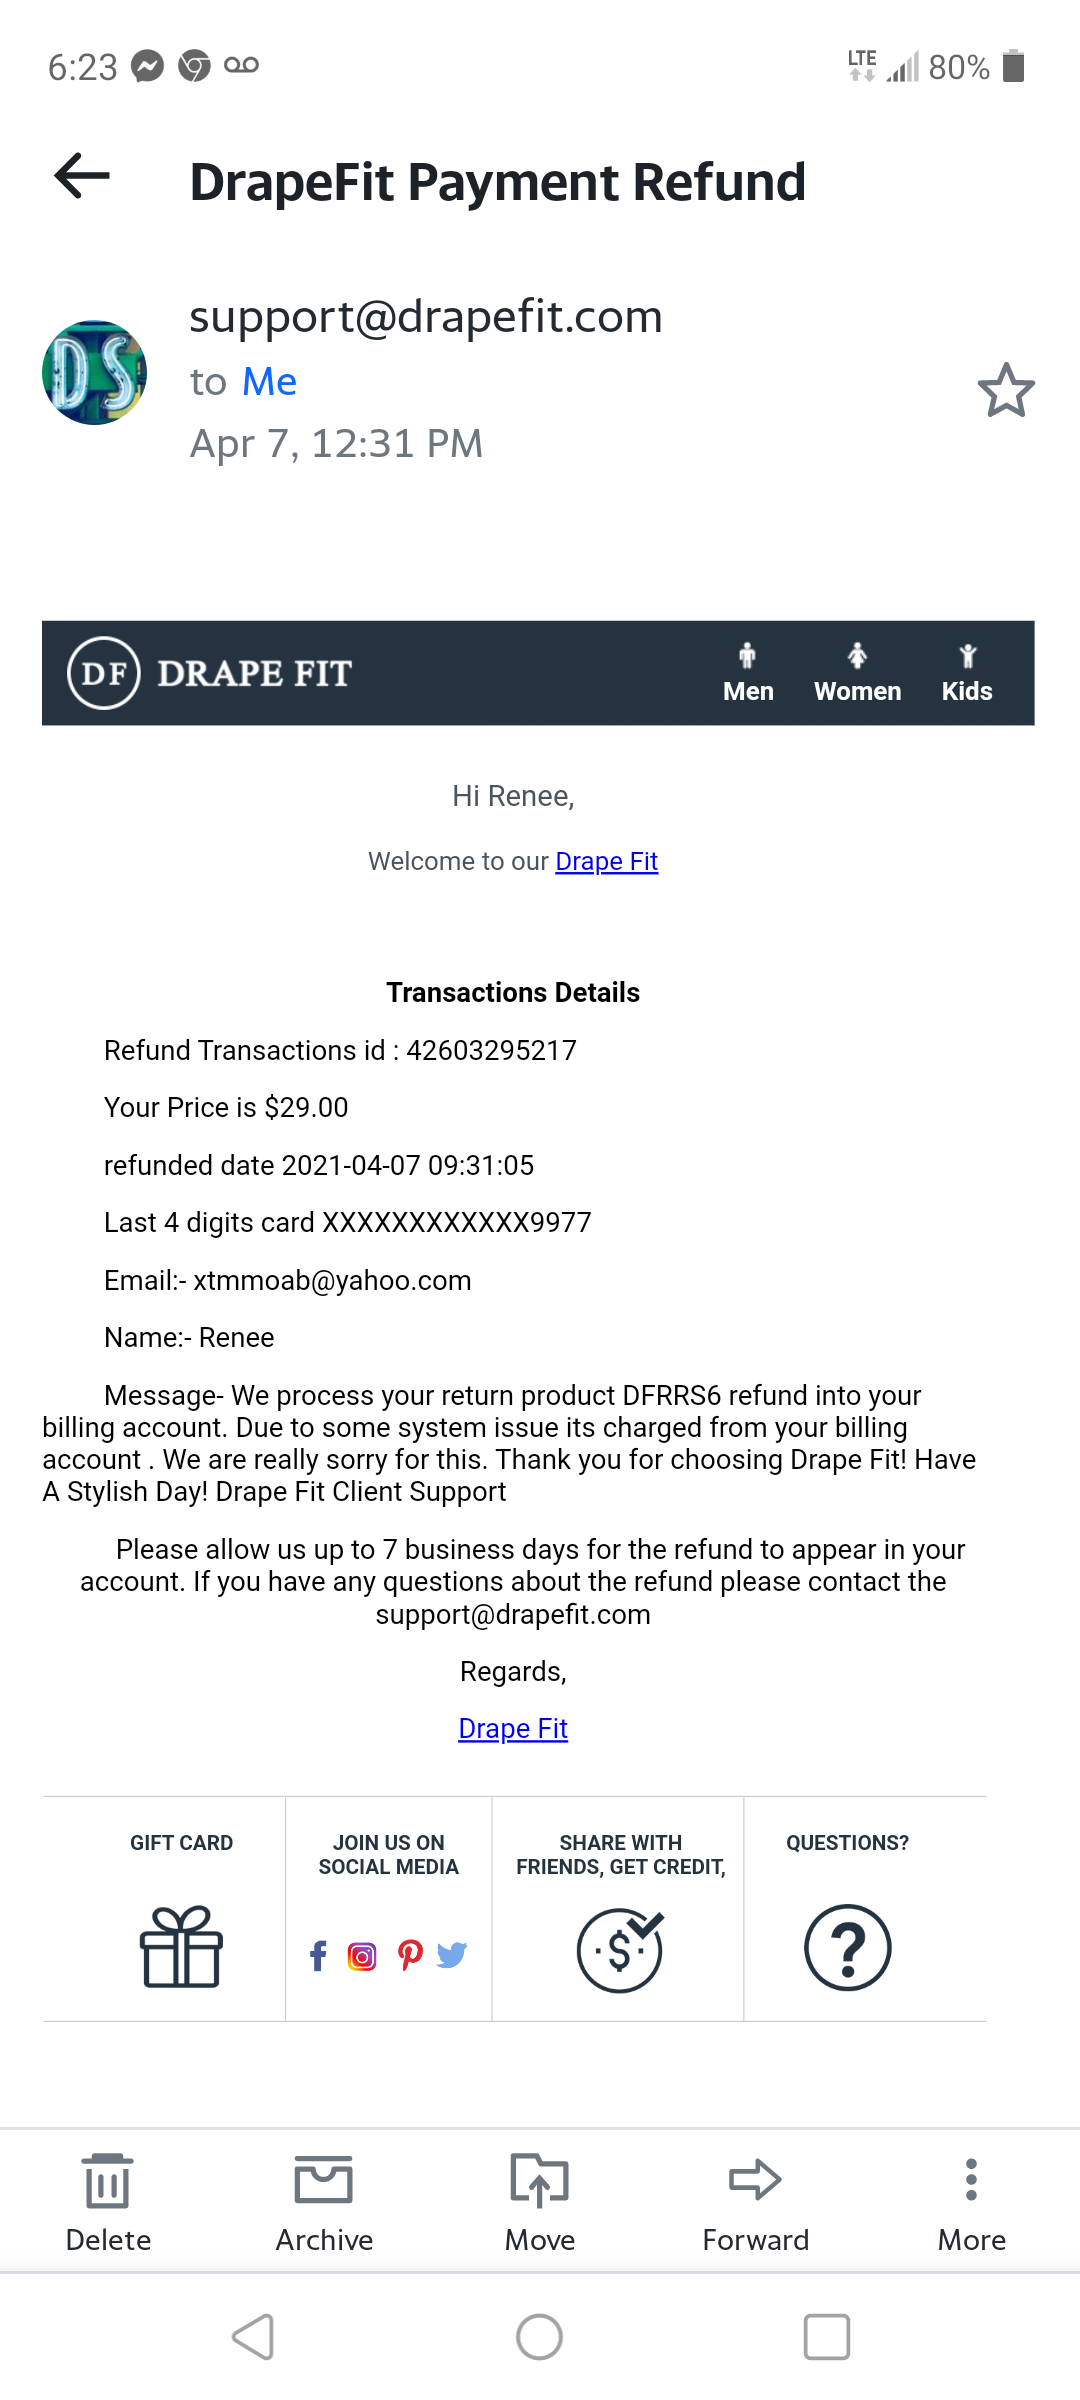 6:23
LTE 80%
DrapeFit Payment Refund
DS
support@drapefit.com
to Me
Apr 7, 12:31 PM
DF DRAPE FIT
Men Women Kids
Hi Renee,
Welcome to our Drape Fit
Transactions Details
Refund Transactions id : 42603295217
Your Price is $29.00
refunded date 2021-04-07 09:31:05
Last 4 digits card XXXXXXXXXXXX9977
Email:- xtmmoab@yahoo.com
Name:- Renee
Message- We process your return product DFRRS6 refund into your
billing account. Due to some system issue its charged from your billing
account . We are really sorry for this. Thank you for choosing Drape Fit! Have
A Stylish Day! Drape Fit Client Support
Please allow us up to 7 business days for the refund to appear in your
account. If you have any questions about the refund please contact the
support@drapefit.com
Regards,
Drape Fit
GIFT CARD
JOIN US ON
SOCIAL MEDIA
SHARE WITH
FRIENDS, GET CREDIT,
QUESTIONS?
Delete
Archive
Move
Forward
More